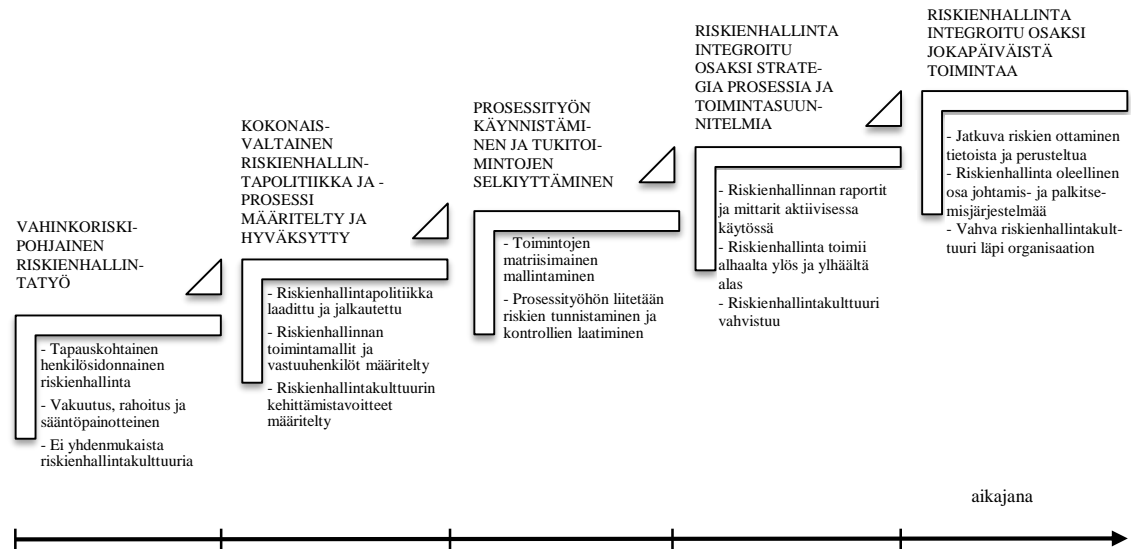 VAHINKORISKI-
POHJAINEN
RISKIENHALLIN-
TATYÖ
- Tapauskohtainen
henkilösidonnainen
riskienhallinta
- Vakuutus, rahoitus ja
sääntöpainotteinen
- Ei yhdenmukaista
riskienhallintakulttuuria
KOKONAIS-
VALTAINEN
RISKIENHALLIN-
TAPOLITIIKKA JA -
PROSESSI
MÄÄRITELTY JA
HYVÄKSYTTY
- Riskienhallintapolitiikka
laadittu ja jalkautettu
- Riskienhallinnan
toimintamallit ja
vastuuhenkilöt määritelty
- Riskienhallintakulttuurin
kehittämistavoitteet
määritelty
PROSESSITYÖN
KÄYNNISTÄMI-
NEN JA TUKITOI-
MINTOJEN
SELKIYTTÄMINEN
- Toimintojen
matriisimainen
mallintaminen
- Prosessityöhön liitetään
riskien tunnistaminen ja
kontrollien laatiminen
RISKIENHALLINTA
INTEGROITU
OSAKSI STRATE-
GIA PROSESSIA JA
TOIMINTASUUN-
NITELMIA
- Riskienhallinnan raportit
ja mittarit aktiivisessa
käytössä
- Riskienhallinta toimii
alhaalta ylös ja ylhäältä
alas
- Riskienhallintakulttuuri
vahvistuu
RISKIENHALLINTA
INTEGROITU OSAKSI
JOKAPÄIVÄISTÄ
TOIMINTAA
- Jatkuva riskien ottaminen
tietoista ja perusteltua
- Riskienhallinta oleellinen
osa johtamis- ja palkitse-
misjärjestelmää
- Vahva riskienhallintakult-
tuuri läpi organisaation
aikajana